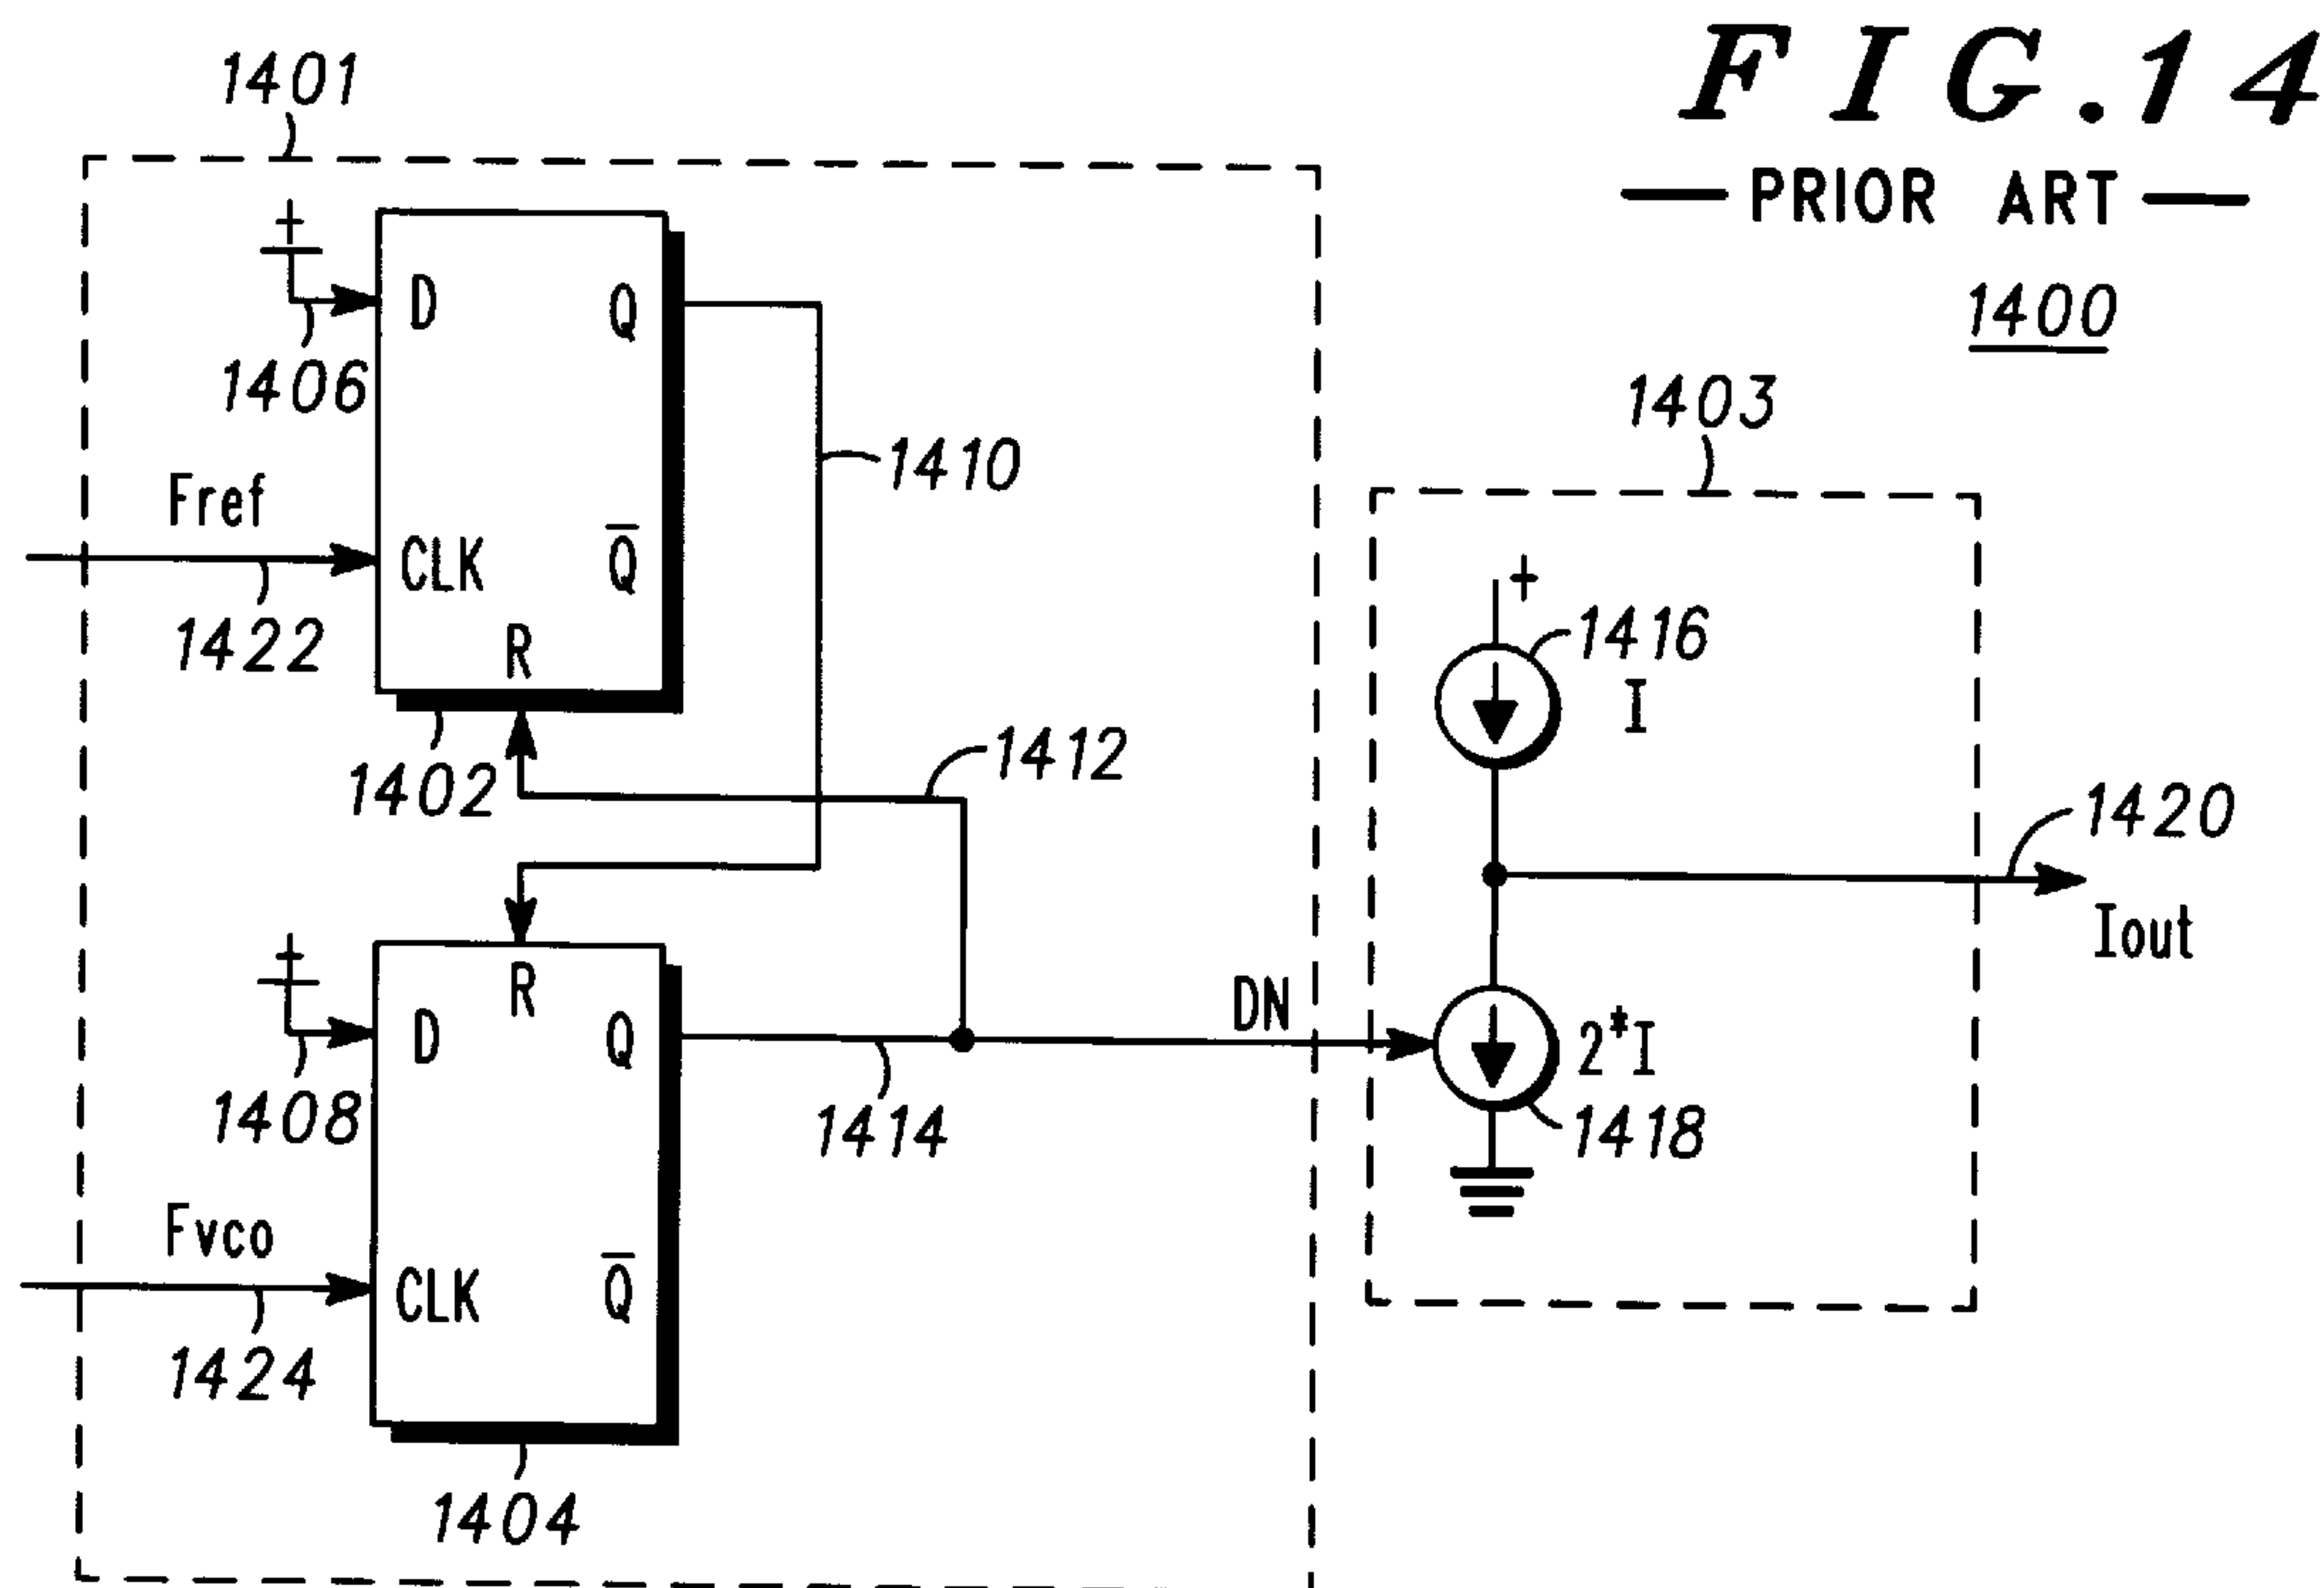 FIG.14
PRIOR ART
1400
1401
+
D
Q
1406
1410
Fref
CLK
Q̅
1422
R
1402
1412
1403
+
1416
I
1420
Iout
+
R
D
Q
DN
2*I
1408
1414
1418
Fvco
CLK
Q̅
1424
1404